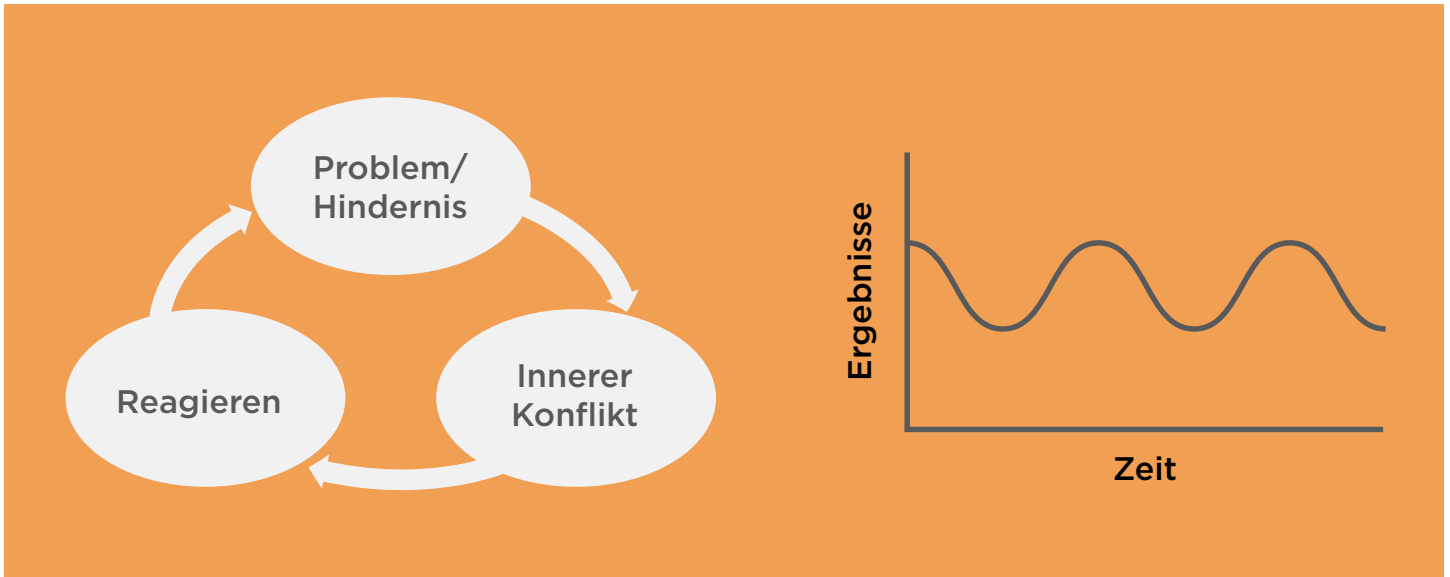 Problem/
Hindernis
Innerer
Konflikt
Reagieren
Ergebnisse
Zeit